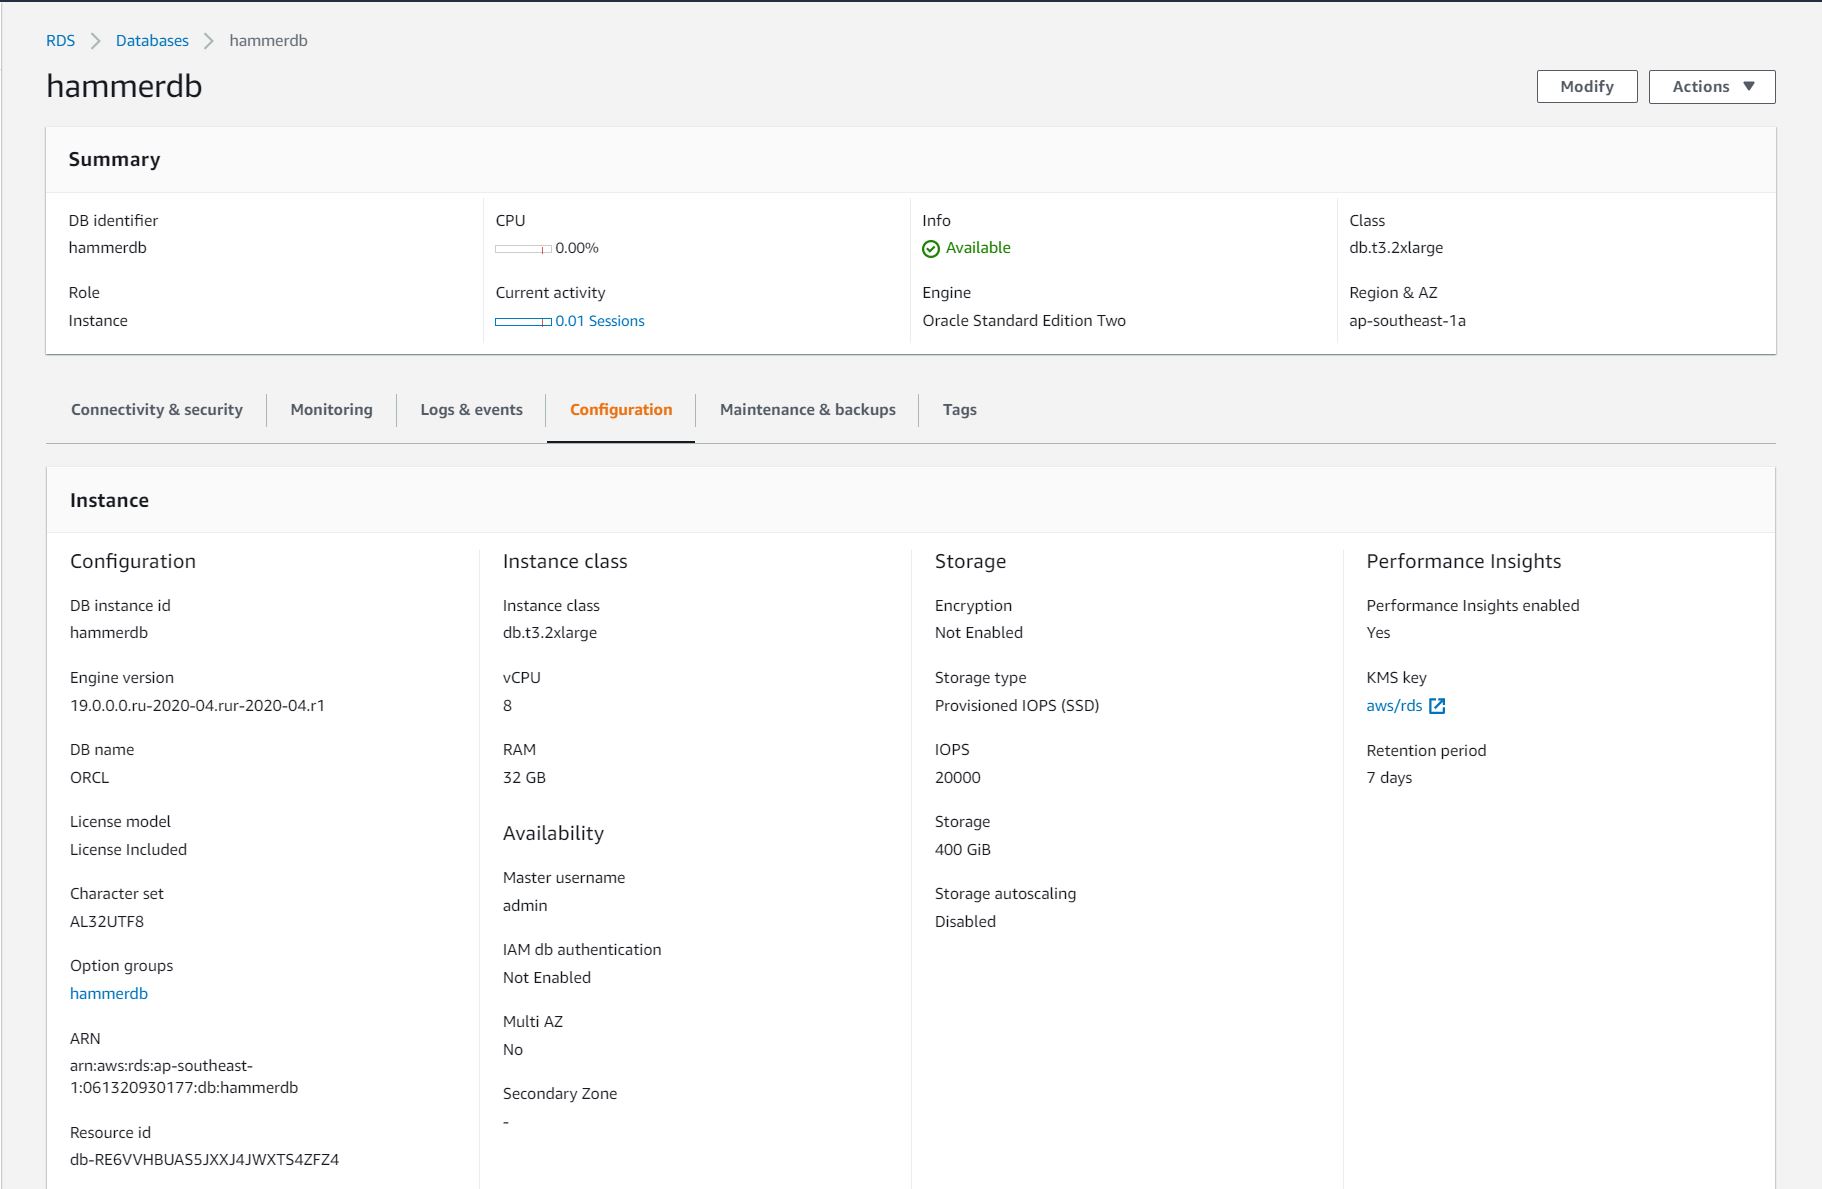 RDS > Databases > hammerdb
hammerdb
Modify
Actions ▼
Summary
DB identifier
hammerdb
CPU
0.00%
Info
Available
Class
db.t3.2xlarge
Role
Instance
Current activity
0.01 Sessions
Engine
Oracle Standard Edition Two
Region & AZ
ap-southeast-1a
Connectivity & security
Monitoring
Logs & events
Configuration
Maintenance & backups
Tags
Instance
Configuration
DB instance id
hammerdb
Engine version
19.0.0.0.ru-2020-04.rur-2020-04.r1
DB name
ORCL
License model
License Included
Character set
AL32UTF8
Option groups
hammerdb
ARN
arn:aws:rds:ap-southeast-
1:061320930177:db:hammerdb
Resource id
db-RE6VVHBUAS5JXXJ4JWXTS4ZFZ4
Instance class
Instance class
db.t3.2xlarge
vCPU
8
RAM
32 GB
Availability
Master username
admin
IAM db authentication
Not Enabled
Multi AZ
No
Secondary Zone
-
Storage
Encryption
Not Enabled
Storage type
Provisioned IOPS (SSD)
IOPS
20000
Storage
400 GiB
Storage autoscaling
Disabled
Performance Insights
Performance Insights enabled
Yes
KMS key
aws/rds
Retention period
7 days